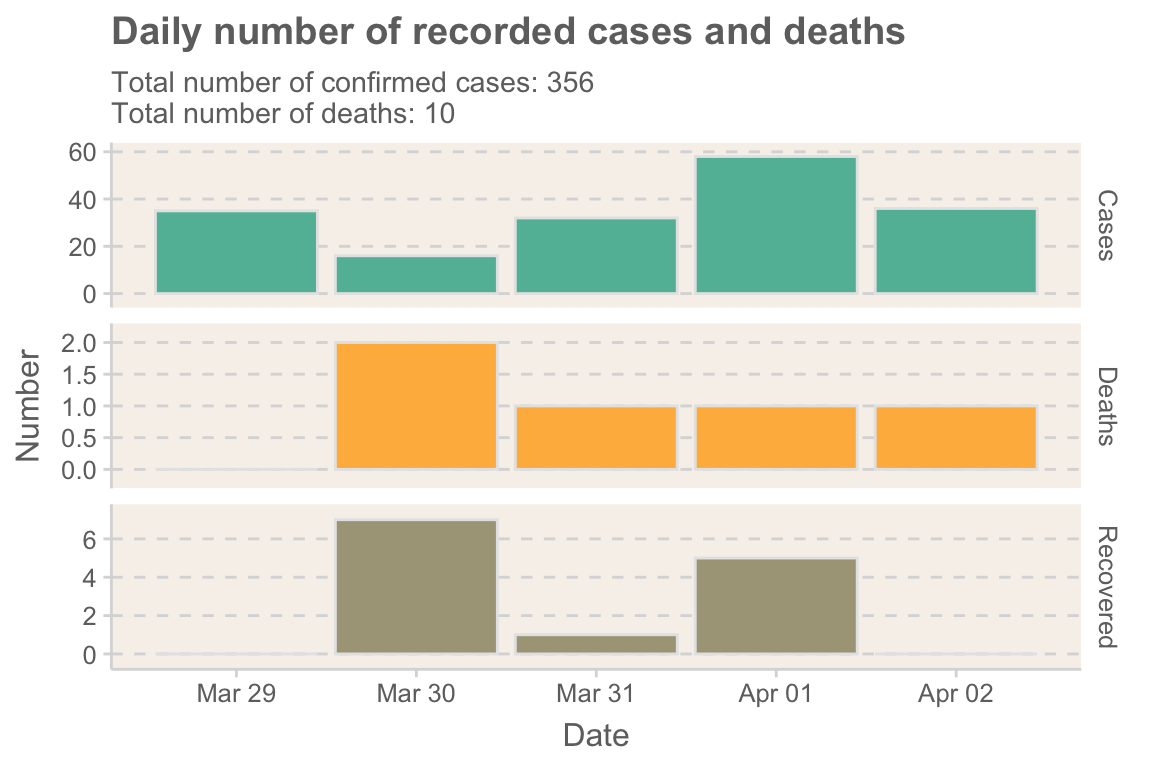 Daily number of recorded cases and deaths
Total number of confirmed cases: 356
Total number of deaths: 10
60
40
20
0
Cases
Number
2.0
1.5
1.0
0.5
0.0
Deaths
6
4
2
0
Recovered
Mar 29
Mar 30
Mar 31
Apr 01
Apr 02
Date